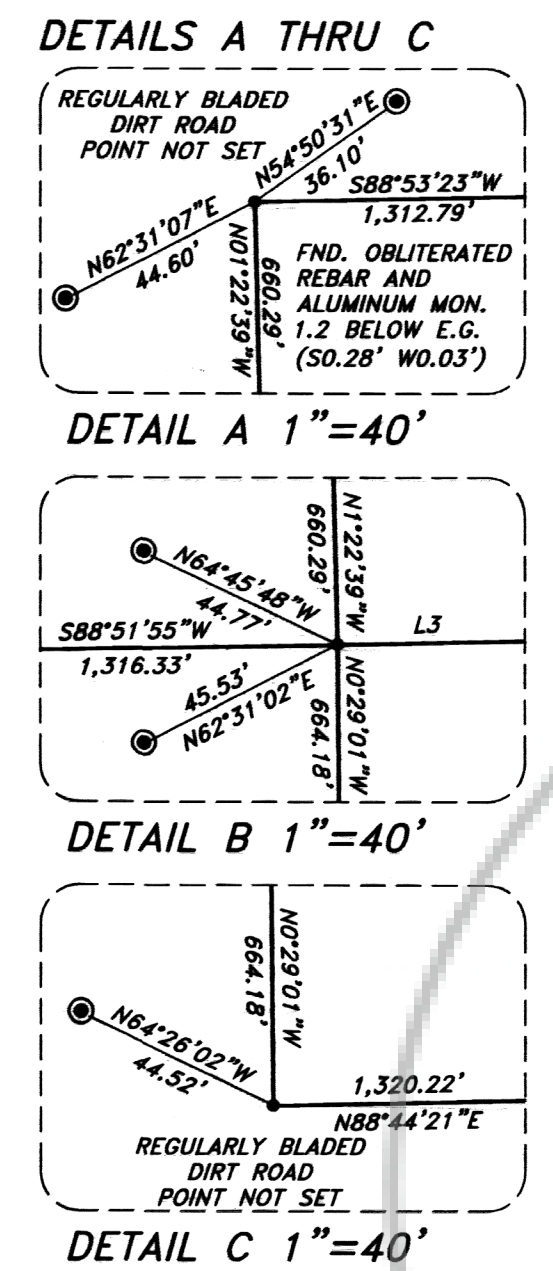 DETAILS A THRU C
REGULARLY BLADED
DIRT ROAD
POINT NOT SET
N54°50'31"E
36.10'
S88°53'23"W
1,312.79'
N62°31'07"E
44.60'
N01°22'39"W
660.29'
FND. OBLITERATED
REBAR AND
ALUMINUM MON.
1.2 BELOW E.G.
(S0.28' W0.03')
DETAIL A 1"=40'
N1°22'39"W
660.29'
N64°45'48"W
44.77'
S88°51'55"W
1,316.33'
L3
45.53'
N62°31'02"E
N0°29'01"W
664.18'
DETAIL B 1"=40'
N0°29'01"W
664.18'
N64°26'02"W
44.52'
1,320.22'
N88°44'21"E
REGULARLY BLADED
DIRT ROAD
POINT NOT SET
DETAIL C 1"=40'